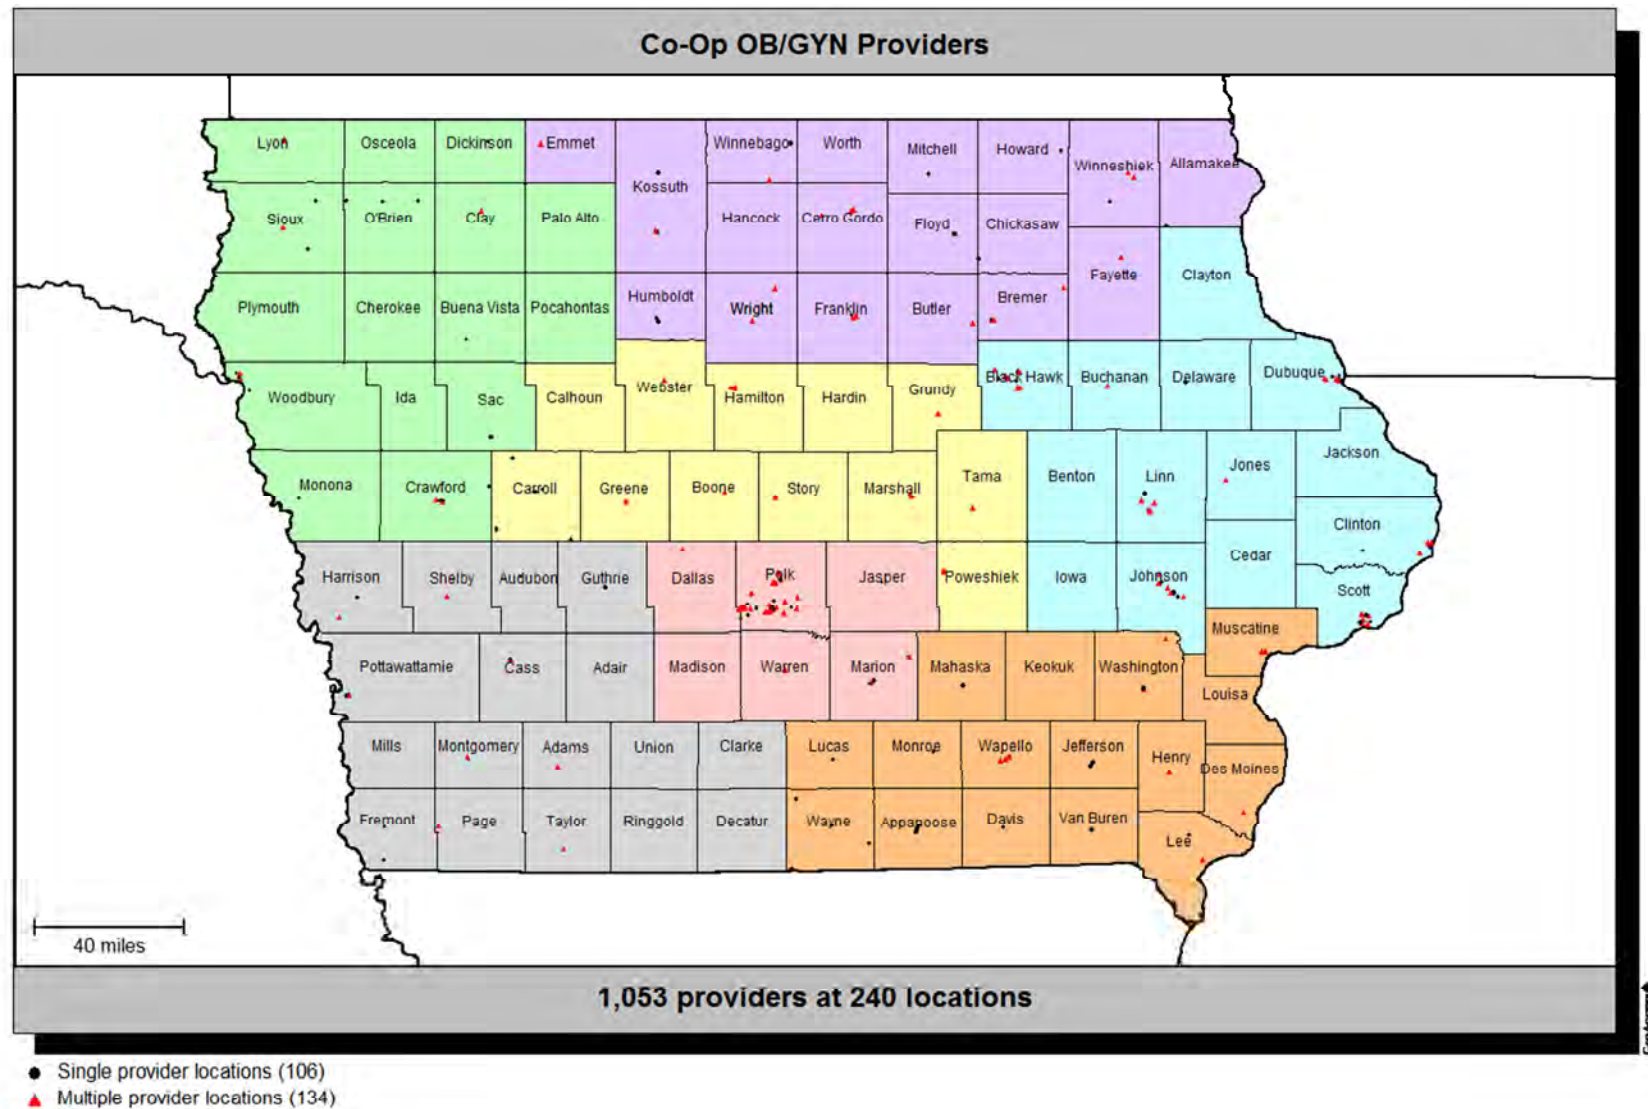 Co-Op OB/GYN Providers
Lyon Osceola Dickinson Emmet Winnebago Worth Mitchell Howard Winneshiek Allamakee
Kossuth
Sioux O'Brien Clay Palo Alto Hancock Cerro Gordo Floyd Chickasaw
Fayette Clayton
Plymouth Cherokee Buena Vista Pocahontas Humboldt Wright Franklin Butler Bremer
Woodbury Ida Sac Calhoun Webster Hamilton Hardin Grundy Black Hawk Buchanan Delaware Dubuque
Monona Crawford Carroll Greene Boone Story Marshall Tama Benton Linn Jones Jackson
Clinton
Harrison Shelby Audubon Guthrie Dallas Polk Jasper Poweshiek Iowa Johnson Cedar
Scott
Muscatine
Pottawattamie Cass Adair Madison Warren Marion Mahaska Keokuk Washington
Louisa
Mills Montgomery Adams Union Clarke Lucas Monroe Wapello Jefferson Henry Des Moines
Fremont Page Taylor Ringgold Decatur Wayne Appanoose Davis Van Buren Lee
40 miles
1,053 providers at 240 locations
Single provider locations (106)
Multiple provider locations (134)